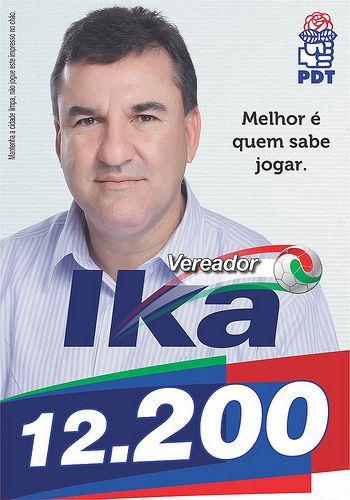 Mantenha a cidade limpa, não jogue este impresso no chão.
PDT
Melhor é
quem sabe
jogar.
Vereador
Ika
12.200